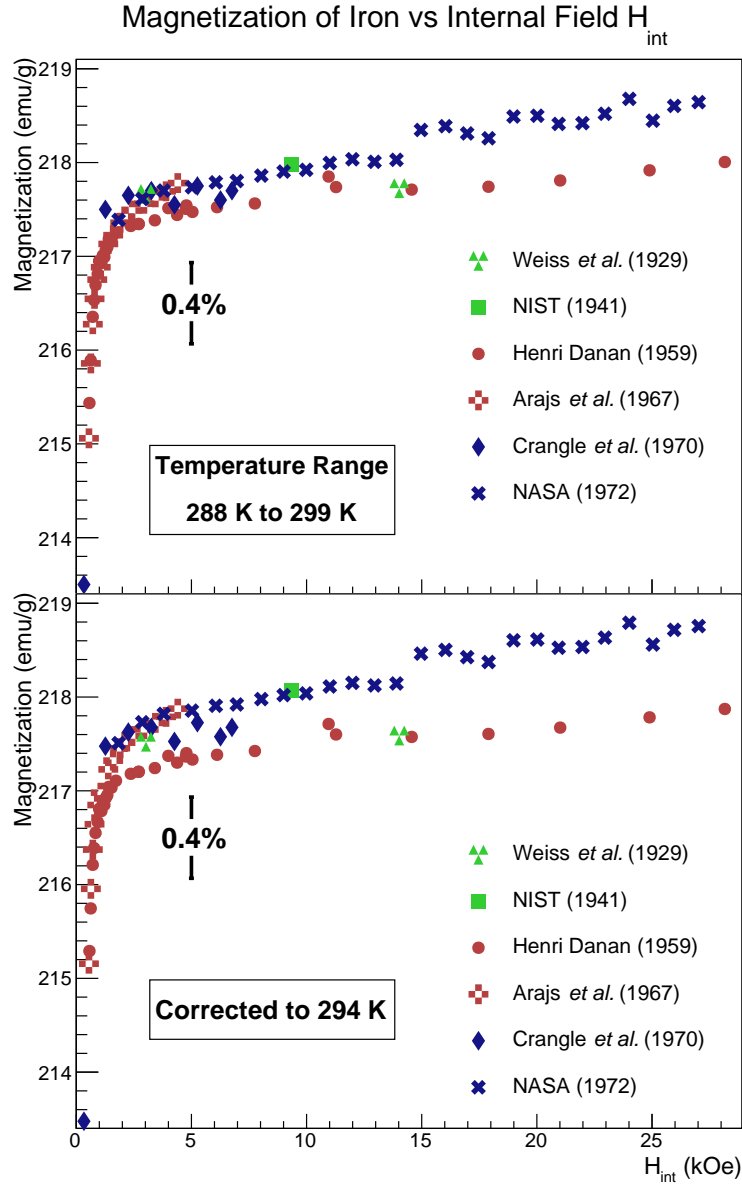 Magnetization of Iron vs Internal Field H_int
Magnetization (emu/g)
219
218
217
216
215
214
0.4%
Weiss et al. (1929)
NIST (1941)
Henri Danan (1959)
Arajs et al. (1967)
Crangle et al. (1970)
NASA (1972)
Temperature Range
288 K to 299 K
Magnetization (emu/g)
219
218
217
216
215
214
0.4%
Weiss et al. (1929)
NIST (1941)
Henri Danan (1959)
Arajs et al. (1967)
Crangle et al. (1970)
NASA (1972)
Corrected to 294 K
0 5 10 15 20 25
H_int (kOe)